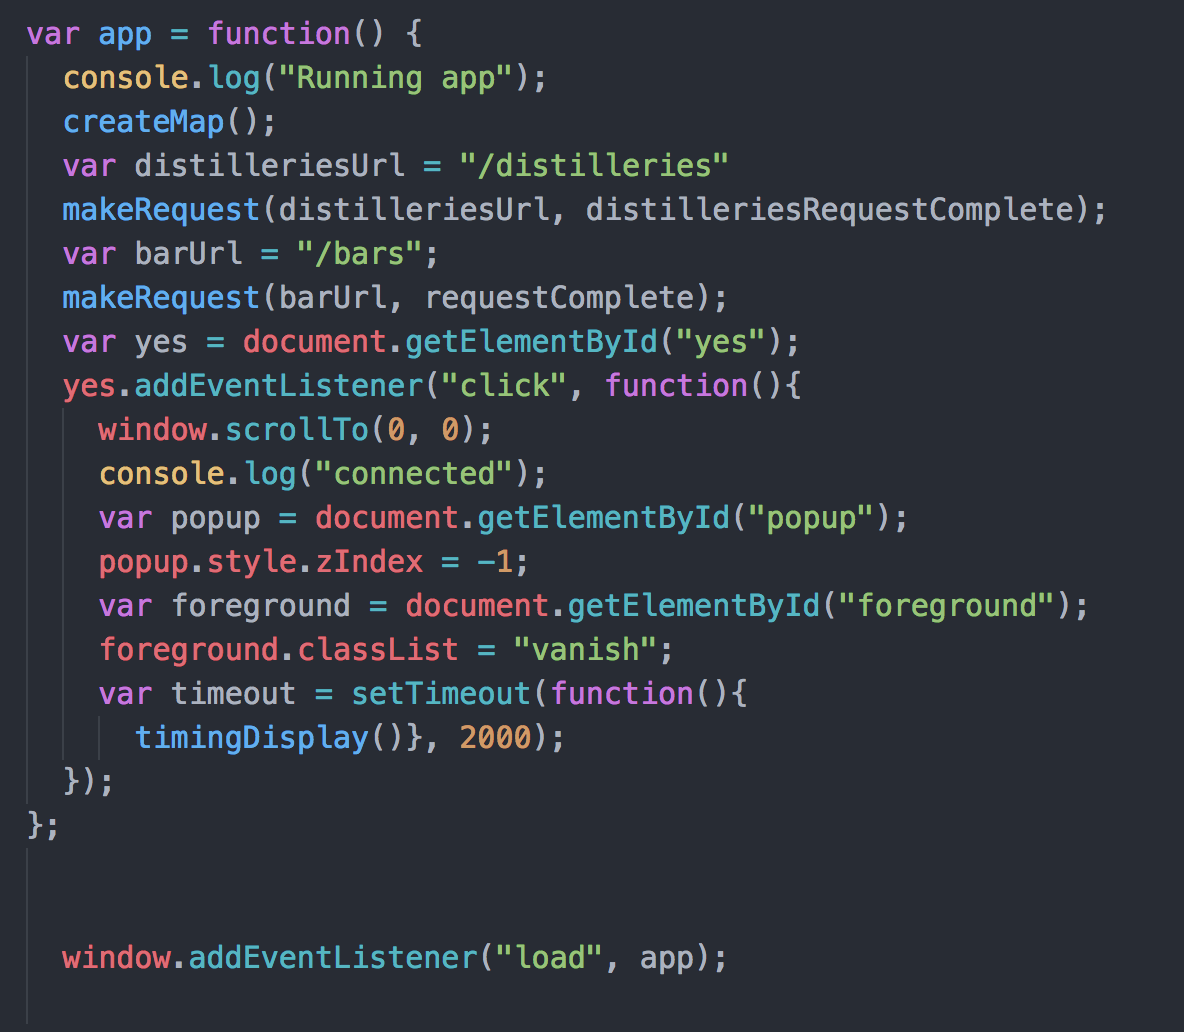 var app = function() {
  console.log("Running app");
  createMap();
  var distilleriesUrl = "/distilleries"
  makeRequest(distilleriesUrl, distilleriesRequestComplete);
  var barUrl = "/bars";
  makeRequest(barUrl, requestComplete);
  var yes = document.getElementById("yes");
  yes.addEventListener("click", function(){
    window.scrollTo(0, 0);
    console.log("connected");
    var popup = document.getElementById("popup");
    popup.style.zIndex = -1;
    var foreground = document.getElementById("foreground");
    foreground.classList = "vanish";
    var timeout = setTimeout(function(){
      timingDisplay()}, 2000);
  });
};
  window.addEventListener("load", app);